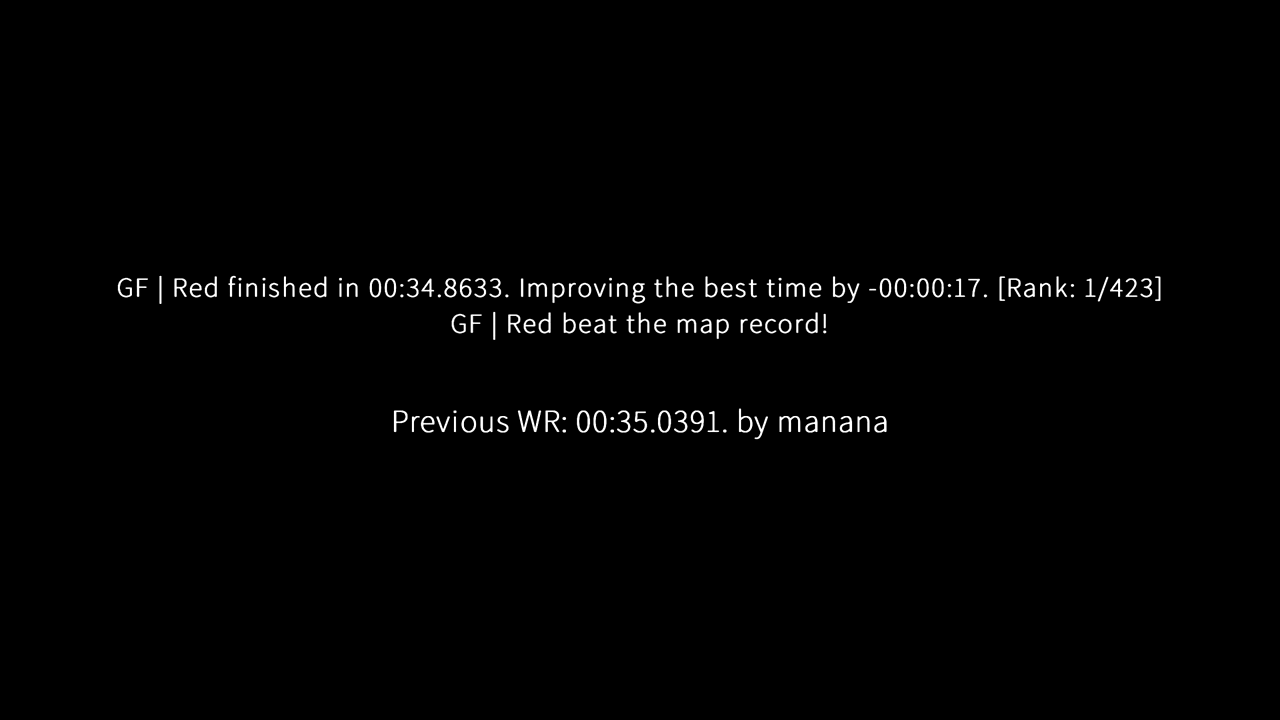 GF | Red finished in 00:34.8633. Improving the best time by -00:00:17. [Rank: 1/423]
GF | Red beat the map record!
Previous WR: 00:35.0391. by manana